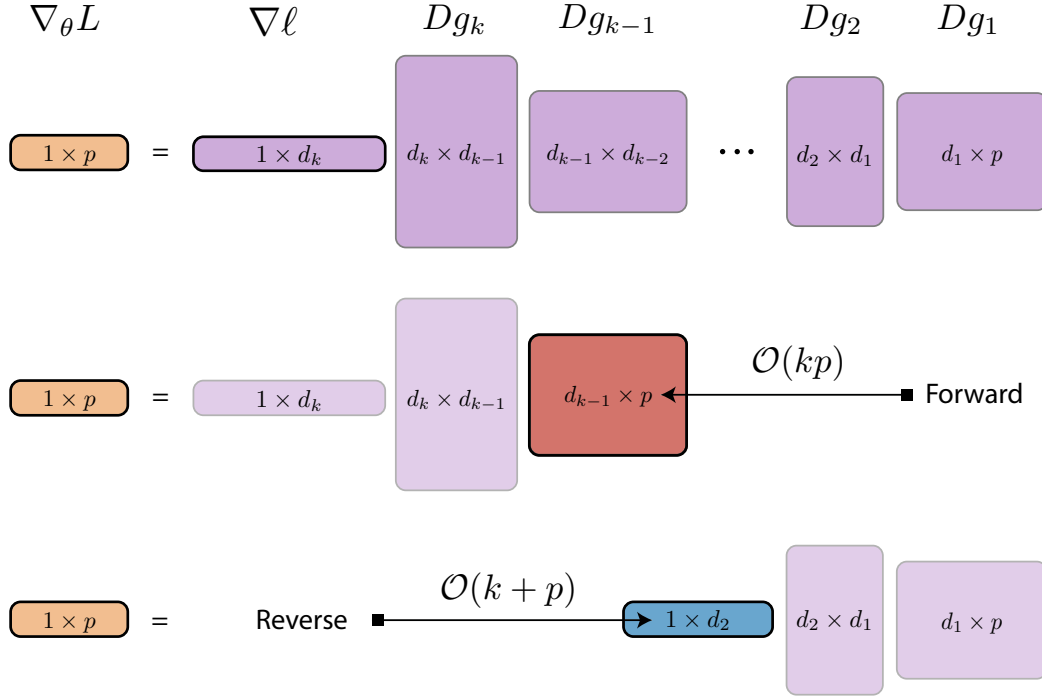 ∇_θ L ∇ℓ Dg_k Dg_{k−1} Dg_2 Dg_1
1 × p = 1 × d_k d_k × d_{k−1} d_{k−1} × d_{k−2} ··· d_2 × d_1 d_1 × p
O(kp)
1 × p = 1 × d_k d_k × d_{k−1} d_{k−1} × p Forward
O(k + p)
1 × p = Reverse 1 × d_2 d_2 × d_1 d_1 × p